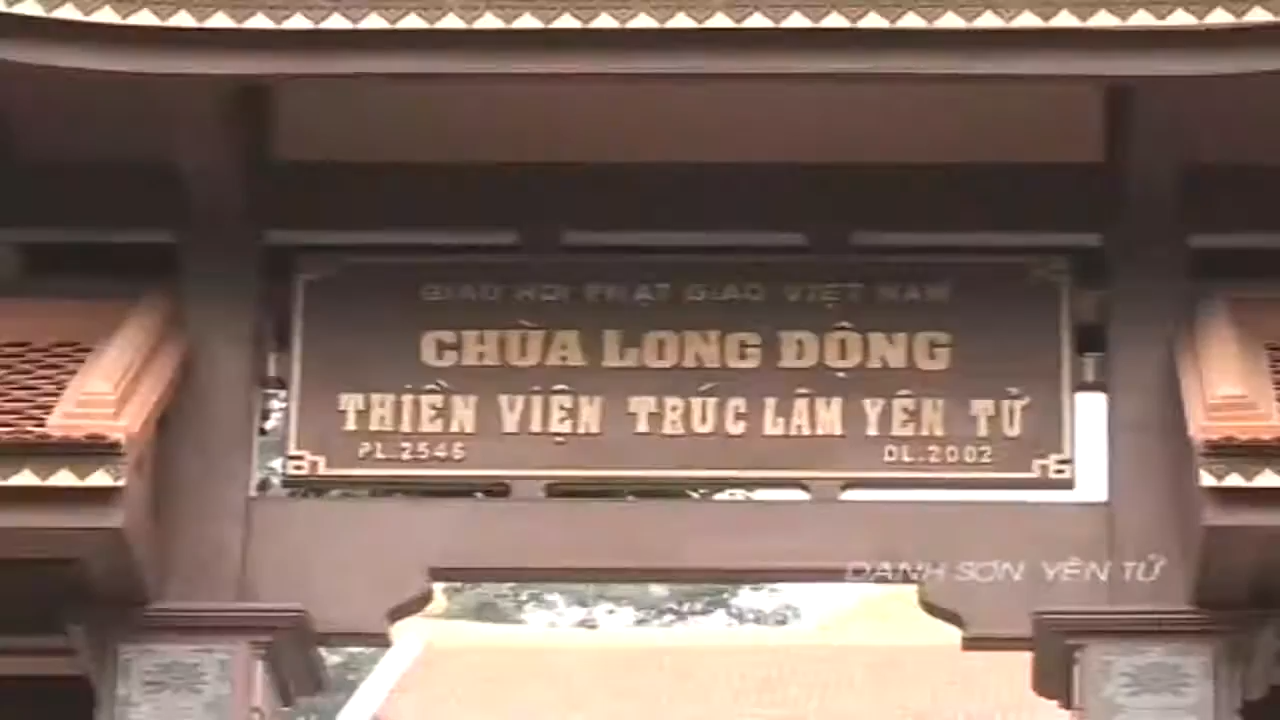 GIÁO HỘI PHẬT GIÁO VIỆT NAM
CHÙA LONG ĐỘNG
THIỀN VIỆN TRÚC LÂM YÊN TỬ
PL.2546 DL.2002
DANH SƠN YÊN TỬ